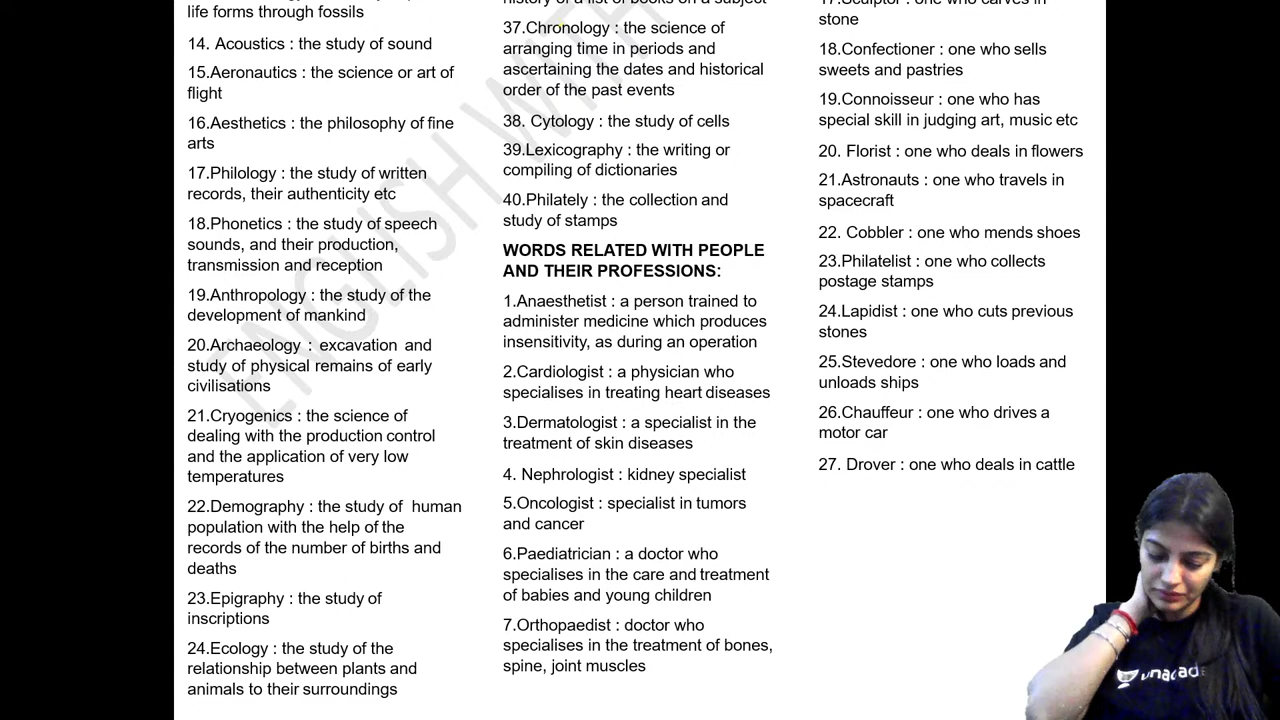 life forms through fossils
14. Acoustics : the study of sound
15.Aeronautics : the science or art of
flight
16.Aesthetics : the philosophy of fine
arts
17.Philology : the study of written
records, their authenticity etc
18.Phonetics : the study of speech
sounds, and their production,
transmission and reception
19.Anthropology : the study of the
development of mankind
20.Archaeology : excavation and
study of physical remains of early
civilisations
21.Cryogenics : the science of
dealing with the production control
and the application of very low
temperatures
22.Demography : the study of human
population with the help of the
records of the number of births and
deaths
23.Epigraphy : the study of
inscriptions
24.Ecology : the study of the
relationship between plants and
animals to their surroundings
history of a list of books on a subject
37.Chronology : the science of
arranging time in periods and
ascertaining the dates and historical
order of the past events
38. Cytology : the study of cells
39.Lexicography : the writing or
compiling of dictionaries
40.Philately : the collection and
study of stamps
WORDS RELATED WITH PEOPLE
AND THEIR PROFESSIONS:
1.Anaesthetist : a person trained to
administer medicine which produces
insensitivity, as during an operation
2.Cardiologist : a physician who
specialises in treating heart diseases
3.Dermatologist : a specialist in the
treatment of skin diseases
4. Nephrologist : kidney specialist
5.Oncologist : specialist in tumors
and cancer
6.Paediatrician : a doctor who
specialises in the care and treatment
of babies and young children
7.Orthopaedist : doctor who
specialises in the treatment of bones,
spine, joint muscles
17.Sculptor : one who carves in
stone
18.Confectioner : one who sells
sweets and pastries
19.Connoisseur : one who has
special skill in judging art, music etc
20. Florist : one who deals in flowers
21.Astronauts : one who travels in
spacecraft
22. Cobbler : one who mends shoes
23.Philatelist : one who collects
postage stamps
24.Lapidist : one who cuts previous
stones
25.Stevedore : one who loads and
unloads ships
26.Chauffeur : one who drives a
motor car
27. Drover : one who deals in cattle
ENGLISH WITH